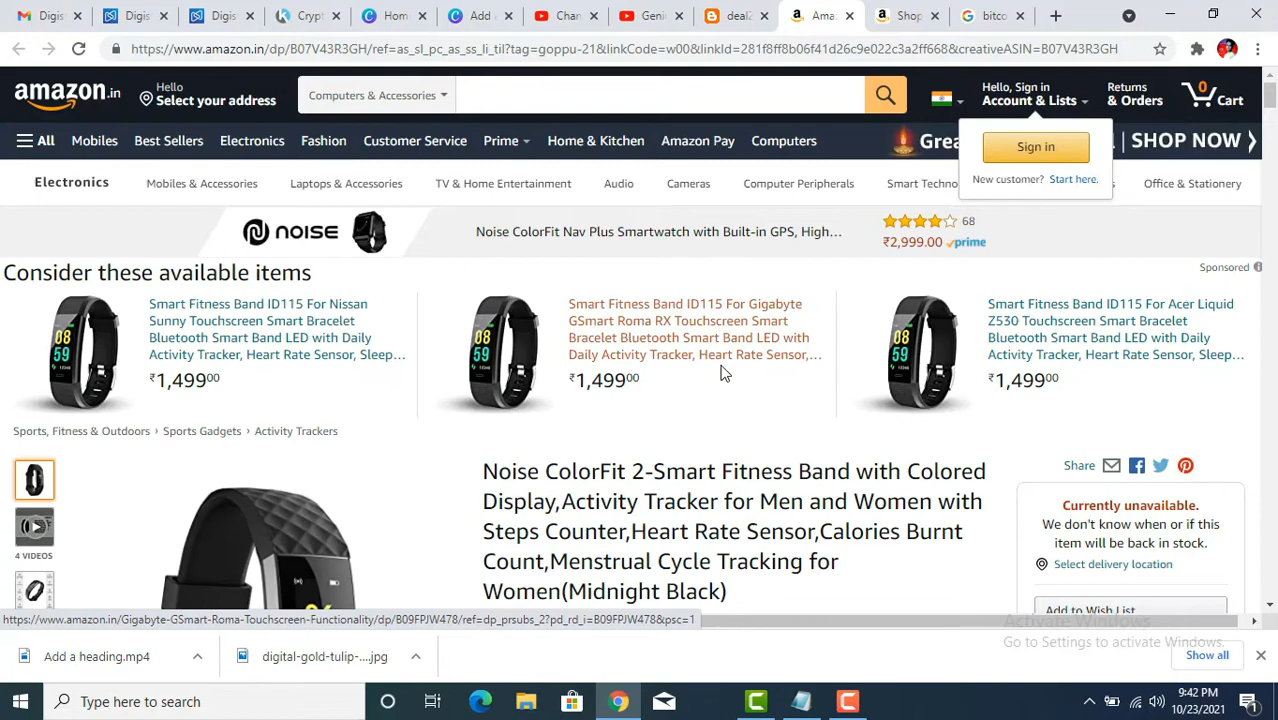 Digis
Digis
Digis
Crypt
Hom
Add a
Chan
Geni
dealZ
Amaz
Shop
bitco
https://www.amazon.in/dp/B07V43R3GH/ref=as_sl_pc_as_ss_li_til?tag=goppu-21&linkCode=w00&linkId=281f8ff8b06f41d26c9e022c3a2ff668&creativeASIN=B07V43R3GH
amazon.in
Hello
Select your address
Computers & Accessories
Hello, Sign in
Account & Lists
Returns
& Orders
0
Cart
All
Mobiles
Best Sellers
Electronics
Fashion
Customer Service
Prime
Home & Kitchen
Amazon Pay
Computers
Grea
| SHOP NOW
Sign in
New customer? Start here.
Electronics
Mobiles & Accessories
Laptops & Accessories
TV & Home Entertainment
Audio
Cameras
Computer Peripherals
Smart Techno
Office & Stationery
noise
Noise ColorFit Nav Plus Smartwatch with Built-in GPS, High...
68
₹2,999.00 prime
Consider these available items
Sponsored
Smart Fitness Band ID115 For Nissan
Sunny Touchscreen Smart Bracelet
Bluetooth Smart Band LED with Daily
Activity Tracker, Heart Rate Sensor, Sleep...
₹1,49900
Smart Fitness Band ID115 For Gigabyte
GSmart Roma RX Touchscreen Smart
Bracelet Bluetooth Smart Band LED with
Daily Activity Tracker, Heart Rate Sensor,...
₹1,49900
Smart Fitness Band ID115 For Acer Liquid
Z530 Touchscreen Smart Bracelet
Bluetooth Smart Band LED with Daily
Activity Tracker, Heart Rate Sensor, Sleep...
₹1,49900
08
59
08
59
08
59
Sports, Fitness & Outdoors › Sports Gadgets › Activity Trackers
4 VIDEOS
Noise ColorFit 2-Smart Fitness Band with Colored
Display,Activity Tracker for Men and Women with
Steps Counter,Heart Rate Sensor,Calories Burnt
Count,Menstrual Cycle Tracking for
Women(Midnight Black)
Share
Currently unavailable.
We don't know when or if this
item will be back in stock.
Select delivery location
Add to Wish List
https://www.amazon.in/Gigabyte-GSmart-Roma-Touchscreen-Functionality/dp/B09FPJW478/ref=dp_prsubs_2?pd_rd_i=B09FPJW478&psc=1
Activate Windows
Go to Settings to activate Windows.
Add a heading.mp4
digital-gold-tulip-....jpg
Show all
Type here to search
9:42 PM
10/23/2021
1